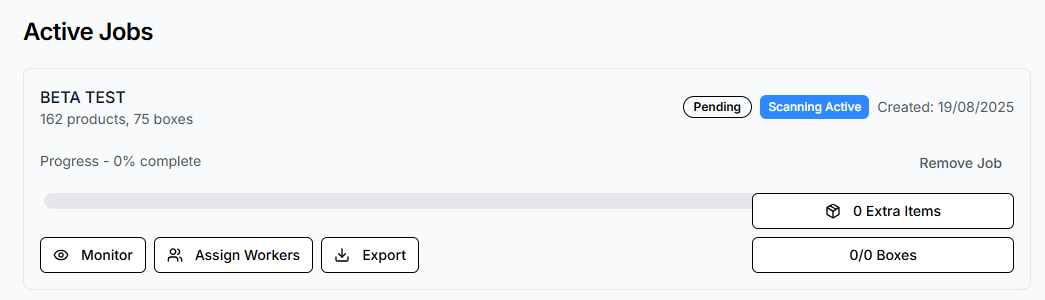 Active Jobs
BETA TEST
162 products, 75 boxes
Pending
Scanning Active
Created: 19/08/2025
Progress - 0% complete
Remove Job
0 Extra Items
Monitor
Assign Workers
Export
0/0 Boxes